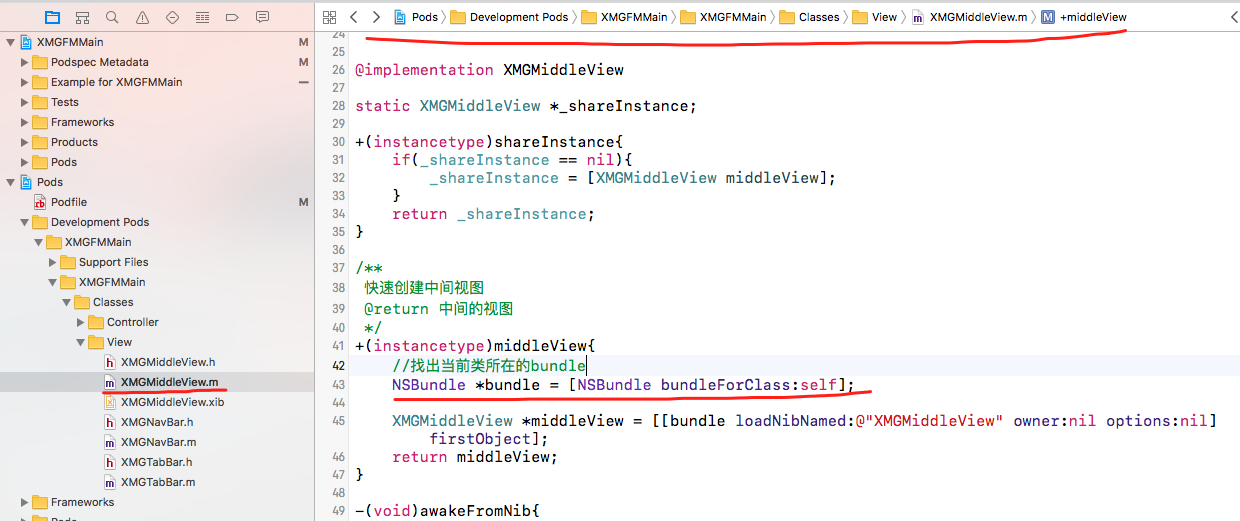 Pods Development Pods XMGFMMain XMGFMMain Classes View XMGMiddleView.m M +middleView
XMGFMMain M
Podspec Metadata M
Example for XMGFMMain
Tests
Frameworks
Products
Pods
Pods
Podfile M
Development Pods
XMGFMMain
Support Files
XMGFMMain
Classes
Controller
View
XMGMiddleView.h
XMGMiddleView.m
XMGMiddleView.xib
XMGNavBar.h
XMGNavBar.m
XMGTabBar.h
XMGTabBar.m
Frameworks
24
25
26 @implementation XMGMiddleView
27
28 static XMGMiddleView *_shareInstance;
29
30 +(instancetype)shareInstance{
31 if(_shareInstance == nil){
32 _shareInstance = [XMGMiddleView middleView];
33 }
34 return _shareInstance;
35 }
36
37 /**
38 快速创建中间视图
39 @return 中间的视图
40 */
41 +(instancetype)middleView{
42 //找出当前类所在的bundle
43 NSBundle *bundle = [NSBundle bundleForClass:self];
44
45 XMGMiddleView *middleView = [[bundle loadNibNamed:@"XMGMiddleView" owner:nil options:nil]
firstObject];
46 return middleView;
47 }
48
49 -(void)awakeFromNib{